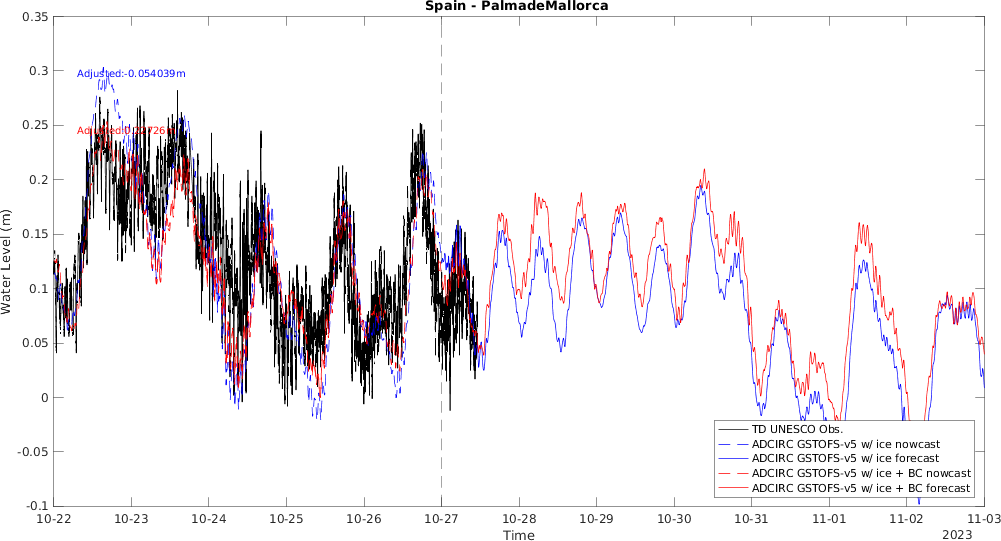 Spain - PalmadeMallorca
0.35
0.3
0.25
0.2
0.15
0.1
0.05
0
-0.05
-0.1
Water Level (m)
Adjusted:-0.054039m
TD UNESCO Obs.
ADCIRC GSTOFS-v5 w/ ice nowcast
ADCIRC GSTOFS-v5 w/ ice forecast
ADCIRC GSTOFS-v5 w/ ice + BC nowcast
ADCIRC GSTOFS-v5 w/ ice + BC forecast
10-22
10-23
10-24
10-25
10-26
10-27
10-28
10-29
10-30
10-31
11-01
11-02
11-03
Time
2023